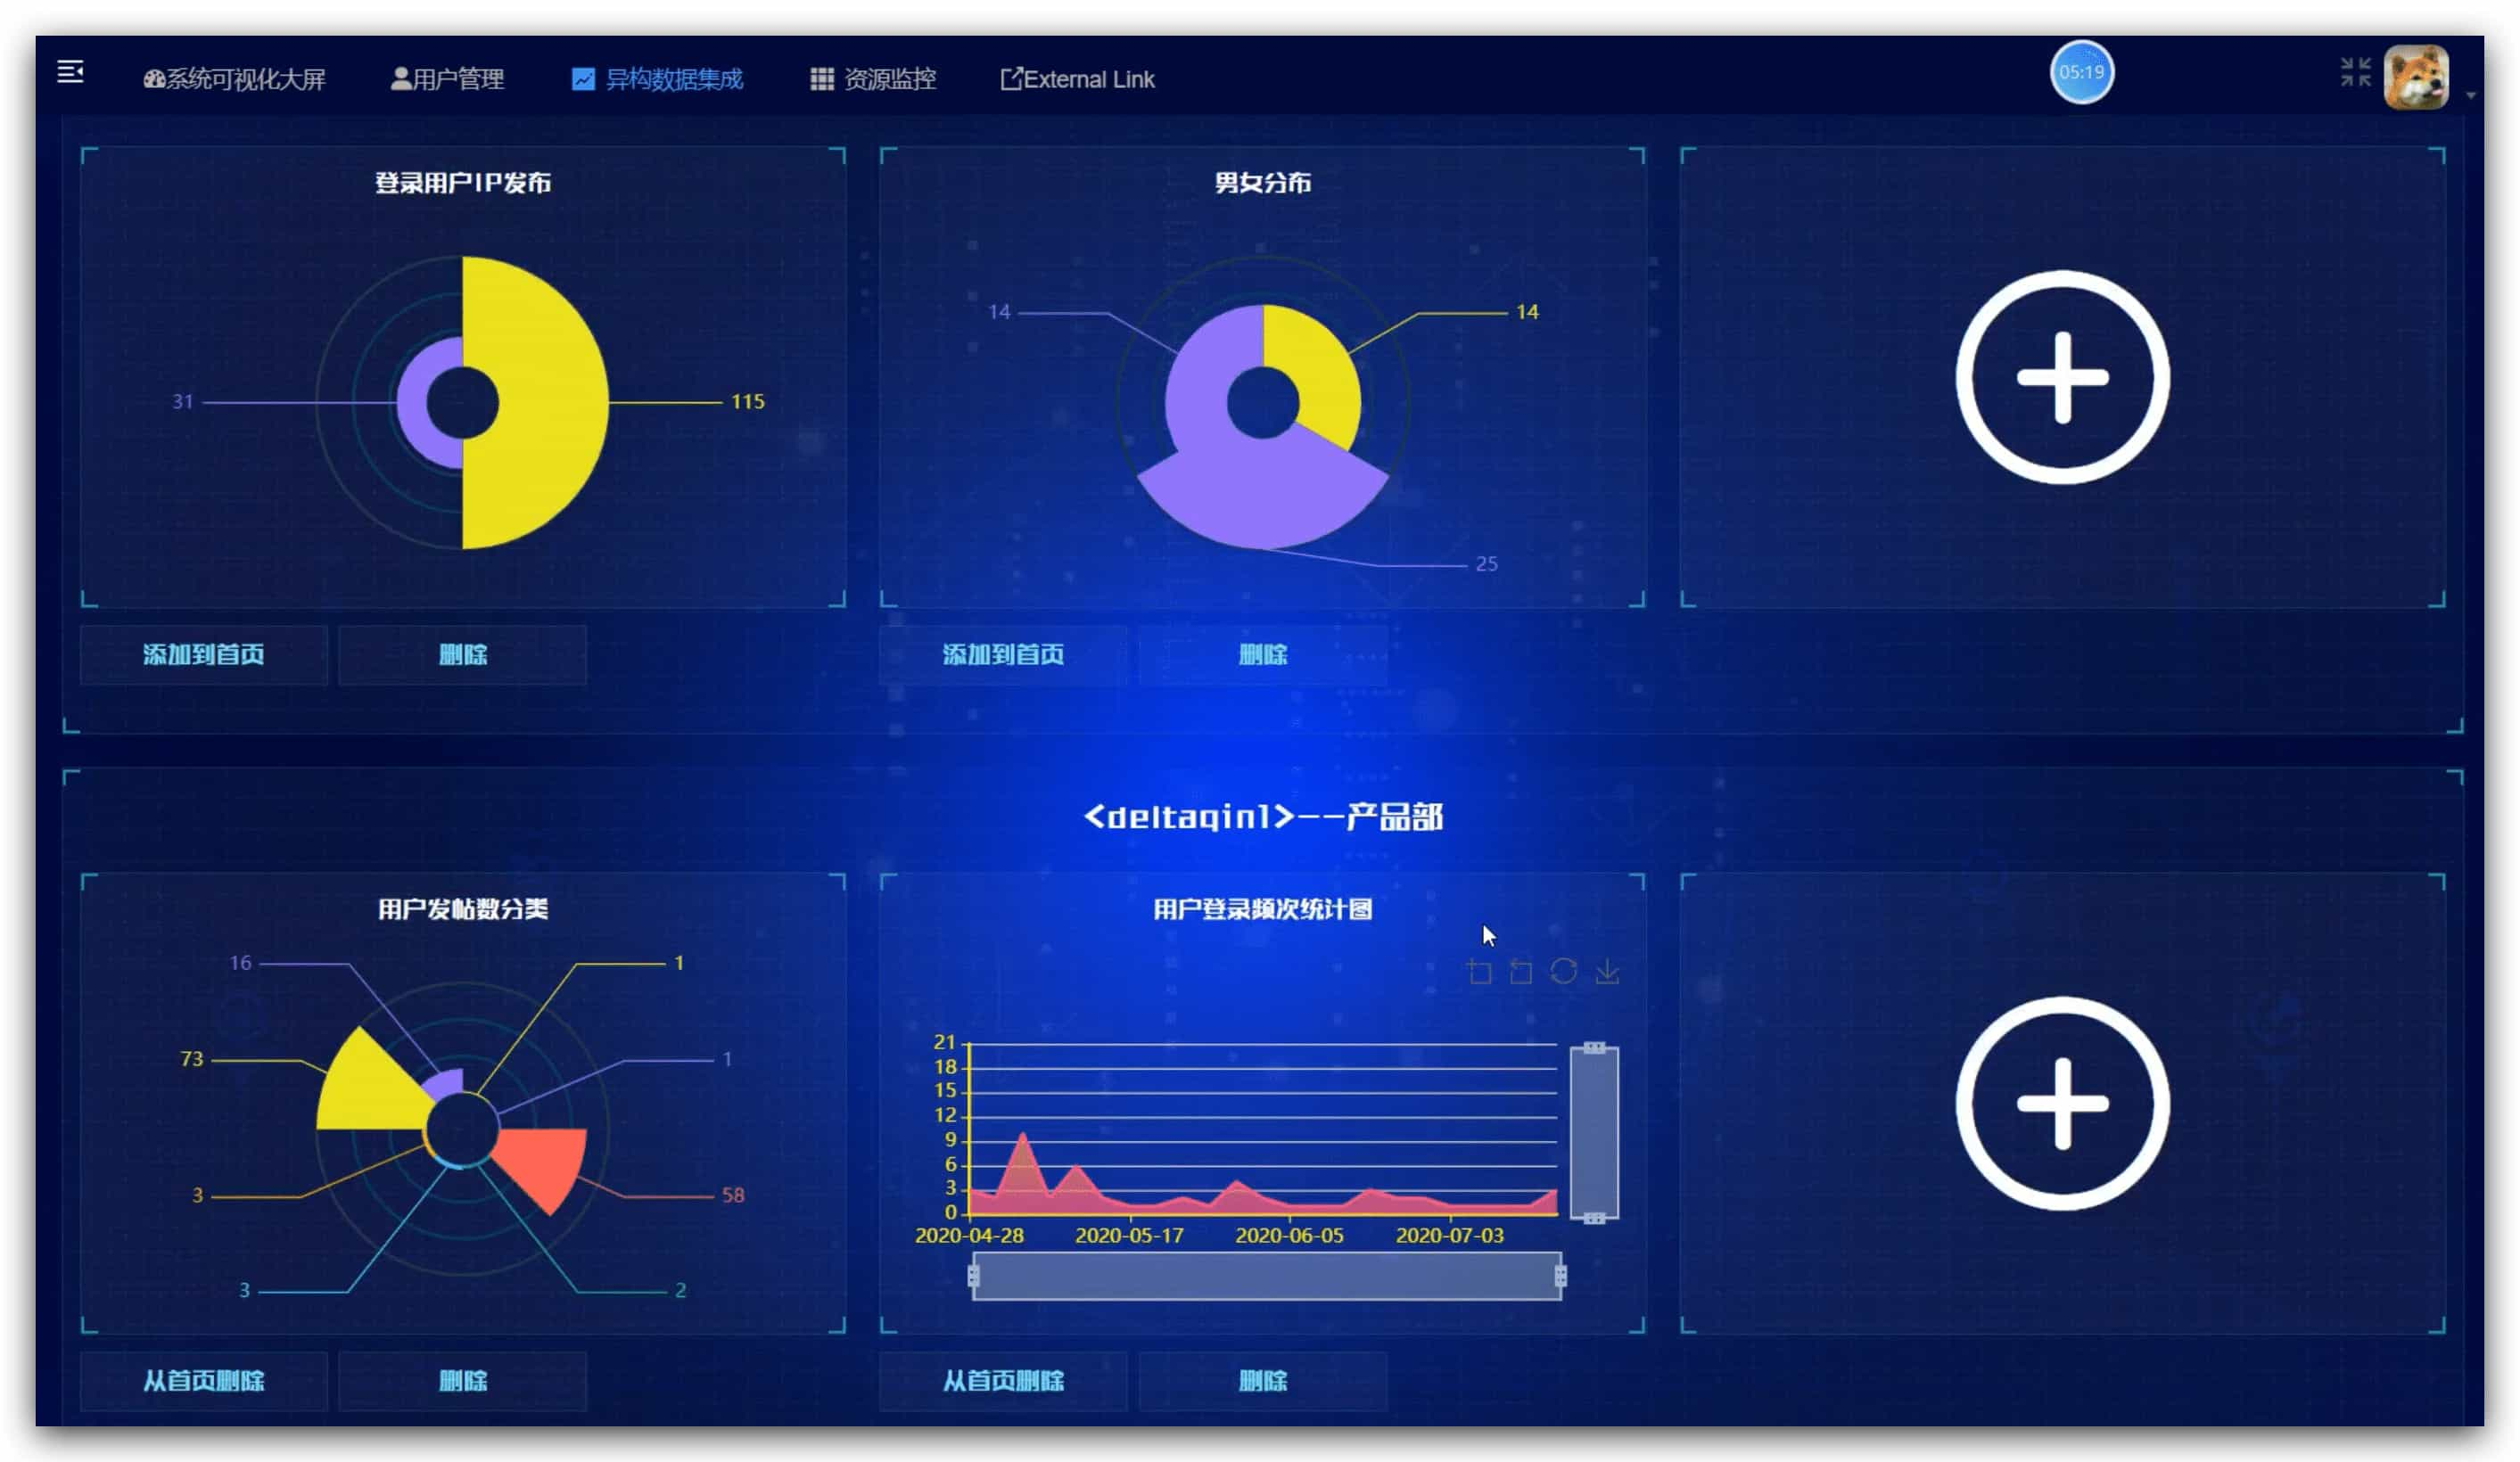 系统可视化大屏 用户管理 异构数据集成 资源监控 External Link 05:19
登录用户IP发布
31 115
男女分布
14 14
25
添加到首页 删除
添加到首页 删除
<deltaqin1>--产品部
用户发帖数分类
16 1
73 1
3 58
3 2
用户登录频次统计图
21
18
15
12
9
6
3
0
2020-04-28 2020-05-17 2020-06-05 2020-07-03
从首页删除 删除
从首页删除 删除